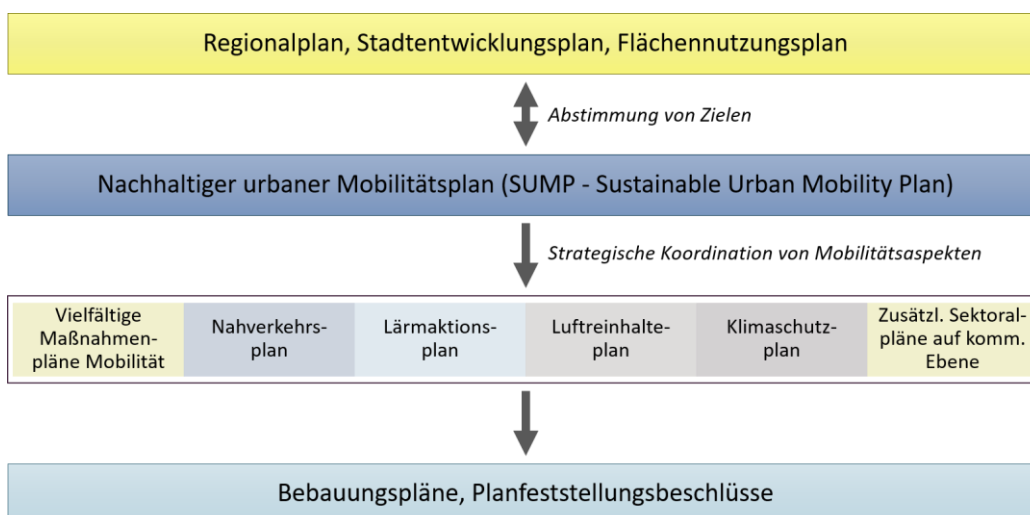 Regionalplan, Stadtentwicklungsplan, Flächennutzungsplan
Abstimmung von Zielen
Nachhaltiger urbaner Mobilitätsplan (SUMP - Sustainable Urban Mobility Plan)
Strategische Koordination von Mobilitätsaspekten
Vielfältige
Maßnahmen-
pläne Mobilität
Nahverkehrs-
plan
Lärmaktions-
plan
Luftreinhalte-
plan
Klimaschutz-
plan
Zusätzl. Sektoral-
pläne auf komm.
Ebene
Bebauungspläne, Planfeststellungsbeschlüsse